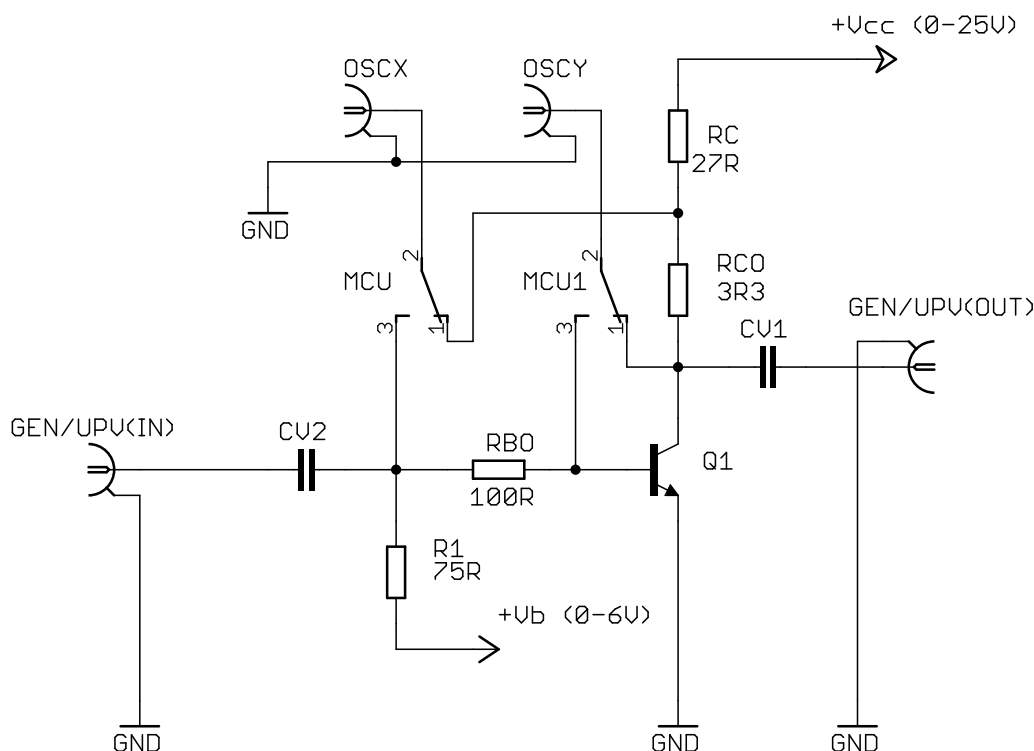 +Vcc (0-25V)
OSCX
OSCY
RC
27R
GND
2
MCU
3
1
2
MCU1
3
1
RC0
3R3
GEN/UPV(OUT)
CV1
GEN/UPV(IN)
CV2
RB0
100R
Q1
R1
75R
+Vb (0-6V)
GND
GND
GND